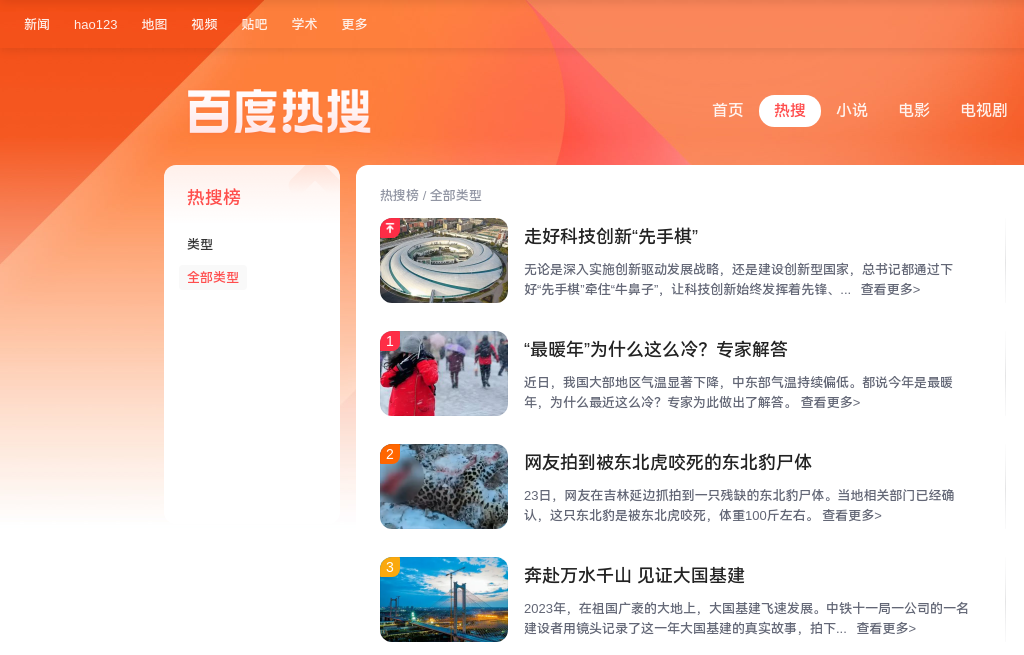 新闻 hao123 地图 视频 贴吧 学术 更多
百度热搜
首页 热搜 小说 电影 电视剧
热搜榜
类型
全部类型
热搜榜 / 全部类型
走好科技创新“先手棋”
无论是深入实施创新驱动发展战略，还是建设创新型国家，总书记都通过下
好“先手棋”牵住“牛鼻子”，让科技创新始终发挥着先锋、... 查看更多>
1
“最暖年”为什么这么冷？专家解答
近日，我国大部地区气温显著下降，中东部气温持续偏低。都说今年是最暖
年，为什么最近这么冷？专家为此做出了解答。 查看更多>
2
网友拍到被东北虎咬死的东北豹尸体
23日，网友在吉林延边抓拍到一只残缺的东北豹尸体。当地相关部门已经确
认，这只东北豹是被东北虎咬死，体重100斤左右。 查看更多>
3
奔赴万水千山 见证大国基建
2023年，在祖国广袤的大地上，大国基建飞速发展。中铁十一局一公司的一名
建设者用镜头记录了这一年大国基建的真实故事，拍下... 查看更多>